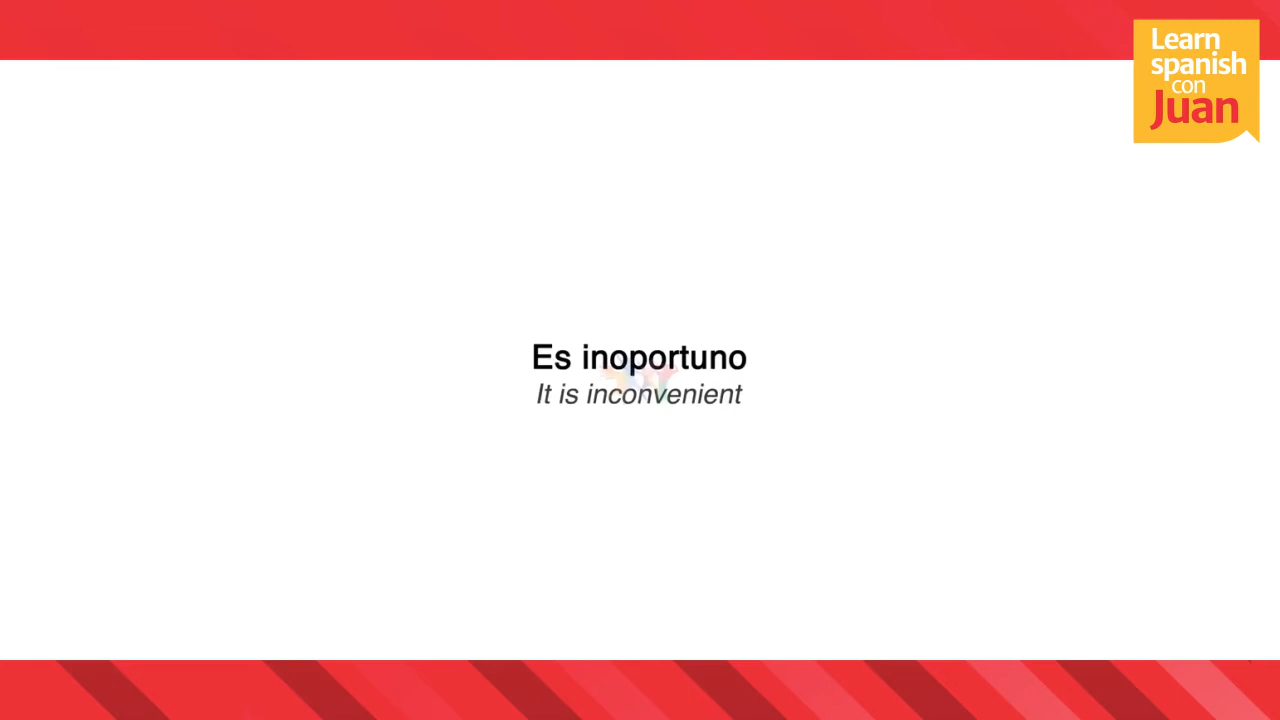 Learn
spanish
con
Juan
Es inoportuno
It is inconvenient